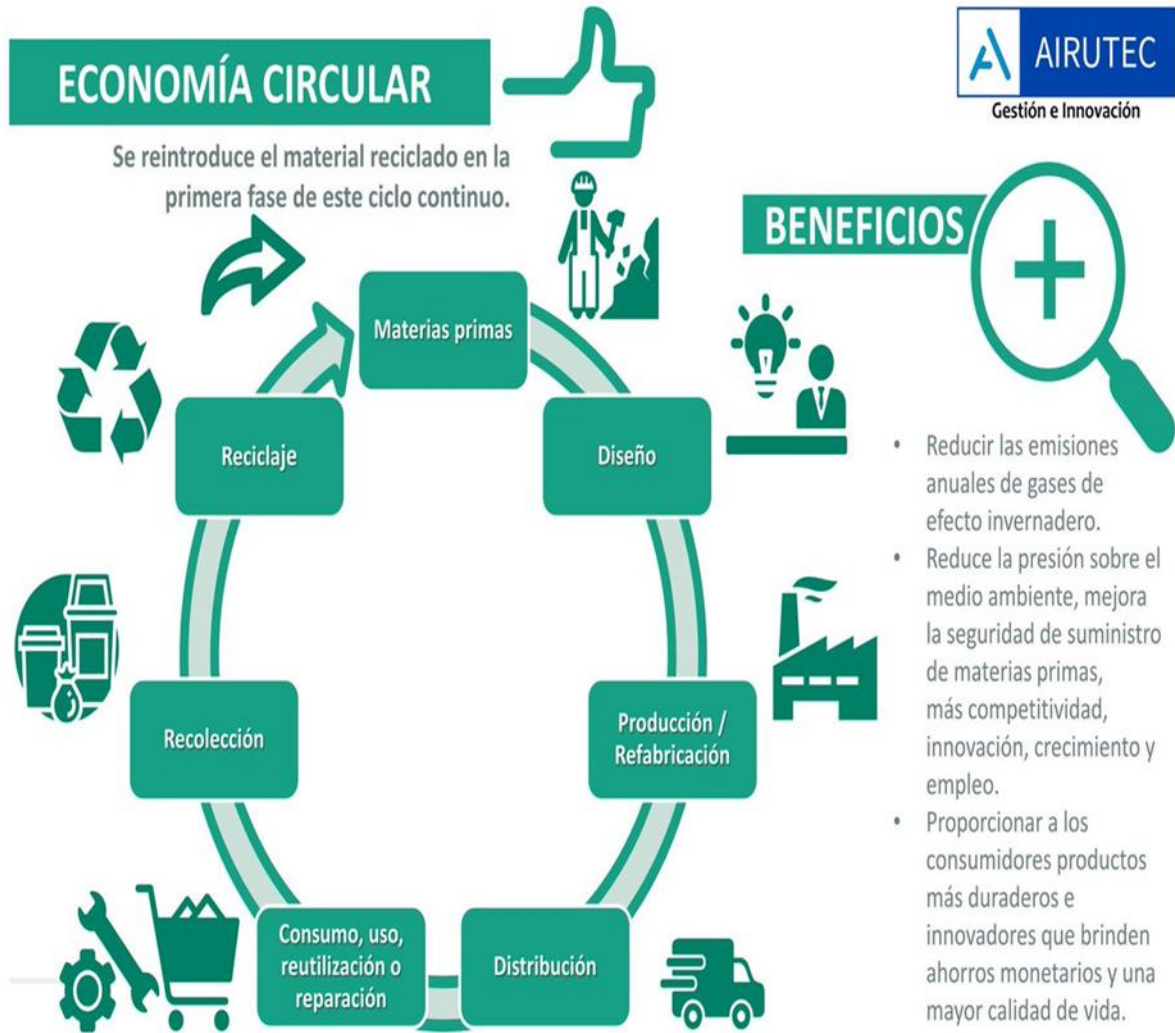 ECONOMÍA CIRCULAR
Se reintroduce el material reciclado en la
primera fase de este ciclo continuo.
AIRUTEC
Gestión e Innovación
BENEFICIOS
Materias primas
Diseño
Producción /
Refabricación
Distribución
Consumo, uso,
reutilización o
reparación
Recolección
Reciclaje
• Reducir las emisiones
anuales de gases de
efecto invernadero.
• Reduce la presión sobre el
medio ambiente, mejora
la seguridad de suministro
de materias primas,
más competitividad,
innovación, crecimiento y
empleo.
• Proporcionar a los
consumidores productos
más duraderos e
innovadores que brinden
ahorros monetarios y una
mayor calidad de vida.